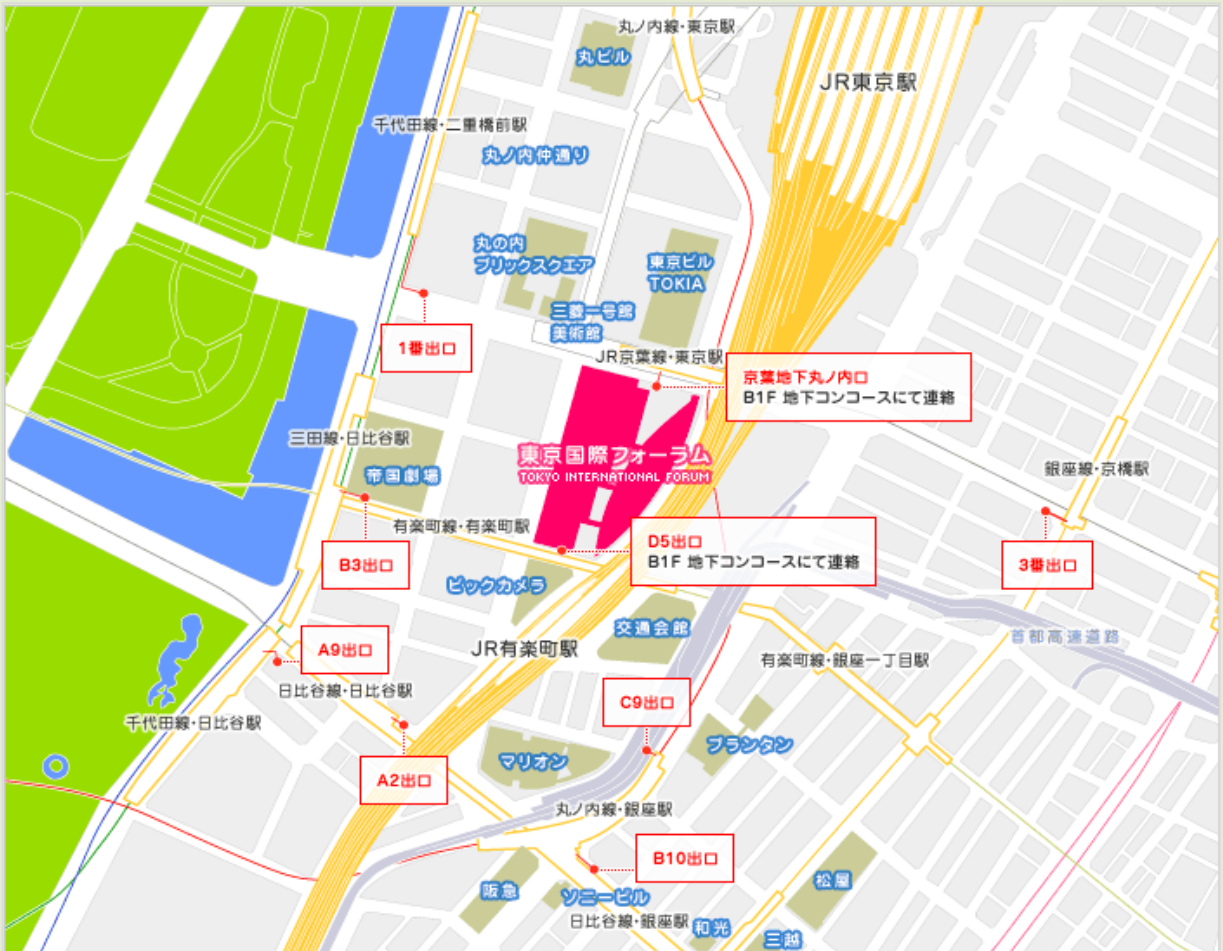 丸ノ内線・東京駅
丸ビル
JR東京駅
千代田線・二重橋前駅
丸ノ内仲通り
丸の内
ブリックスクエア
東京ビル
TOKIA
三菱一号館
美術館
1番出口
JR京葉線・東京駅
京葉地下丸ノ内口
B1F 地下コンコースにて連絡
三田線・日比谷駅
帝国劇場
東京国際フォーラム
TOKYO INTERNATIONAL FORUM
銀座線・京橋駅
有楽町線・有楽町駅
B3出口
D5出口
B1F 地下コンコースにて連絡
3番出口
ビックカメラ
交通会館
首都高速道路
A9出口
JR有楽町駅
有楽町線・銀座一丁目駅
日比谷線・日比谷駅
C9出口
千代田線・日比谷駅
プランタン
マリオン
A2出口
丸ノ内線・銀座駅
B10出口
阪急
ソニービル
松屋
日比谷線・銀座駅
和光
三越